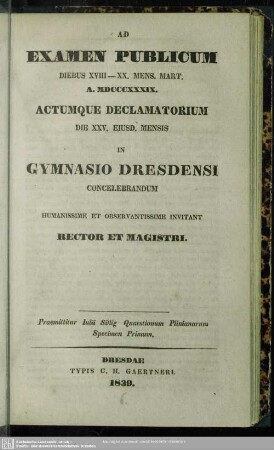 AD
EXAMEN PUBLICUM
DIEBUS XVIII—XX. MENS. MART.
A. MDCCCXXXIX.
ACTUMQUE DECLAMATORIUM
DIE XXV, EIUSD. MENSIS
IN
GYMNASIO DRESDENSI
CONCELEBRANDUM
HUMANISSIME ET OBSERVANTISSIME INVITANT
RECTOR ET MAGISTRI.
Praemittitur Iulii Sillig Quaestionum Plinianarum
Specimen Primum.
DRESDAE
TYPIS C. H. GAERTNERI.
1839.